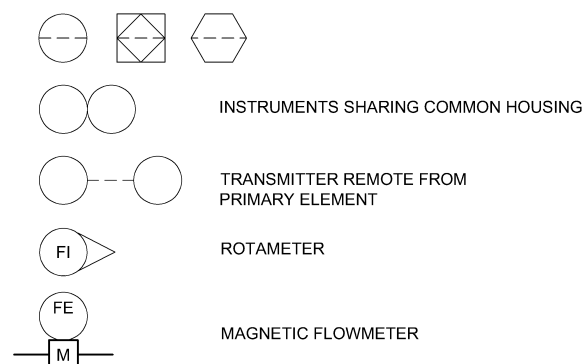 INSTRUMENTS SHARING COMMON HOUSING
TRANSMITTER REMOTE FROM
PRIMARY ELEMENT
FI
ROTAMETER
FE
MAGNETIC FLOWMETER
M